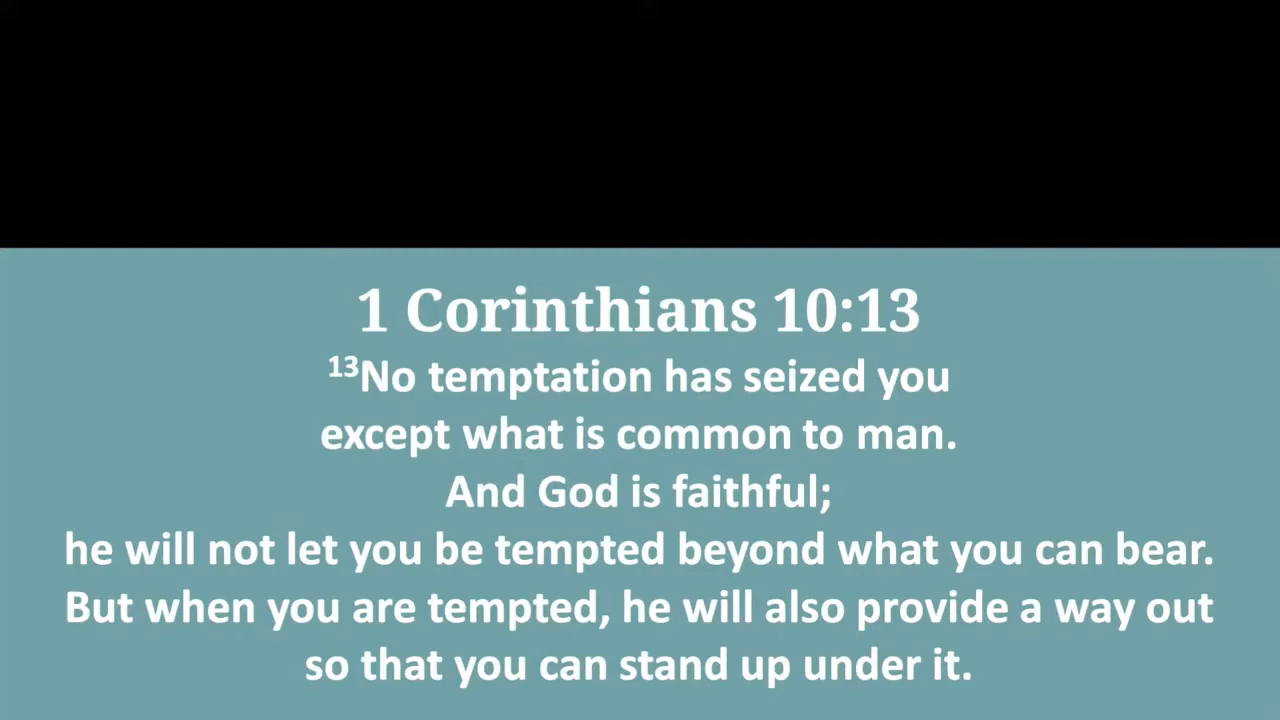 1 Corinthians 10:13
¹³No temptation has seized you
except what is common to man.
And God is faithful;
he will not let you be tempted beyond what you can bear.
But when you are tempted, he will also provide a way out
so that you can stand up under it.